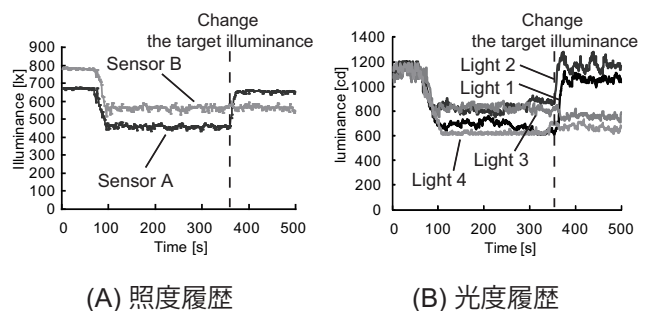 Change
the target illuminance
Illuminance [lx]
900
800
700
600
500
400
300
200
100
0
Sensor B
Sensor A
0 100 200 300 400 500
Time [s]
(A) 照度履歴
Change
the target illuminance
luminance [cd]
1400
1200
1000
800
600
400
200
0
Light 2
Light 1
Light 3
Light 4
0 100 200 300 400 500
Time [s]
(B) 光度履歴